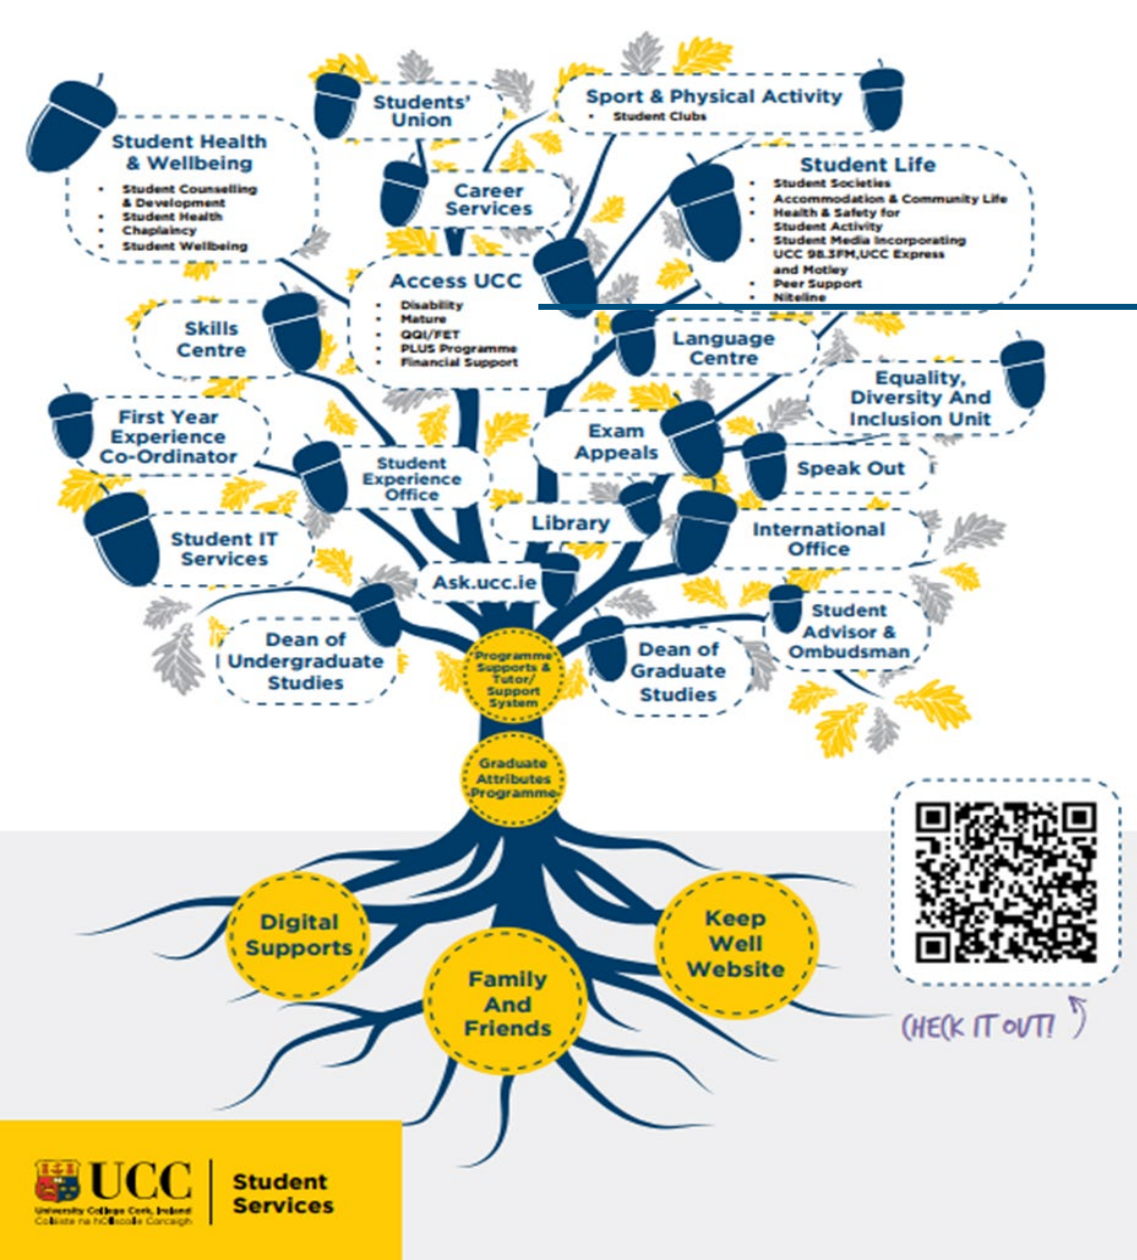 Students'
Union
Sport & Physical Activity
• Student Clubs
Student Health
& Wellbeing
• Student Counselling
& Development
• Student Health
• Chaplaincy
• Student Wellbeing
Career
Services
Student Life
• Student Societies
• Accommodation & Community Life
• Health & Safety for
Student Activity
• Student Media Incorporating
UCC 98.3FM,UCC Express
and Motley
• Peer Support
• Niteline
Access UCC
• Disability
• Mature
• QQI/FET
• PLUS Programme
• Financial Support
Skills
Centre
Language
Centre
Equality,
Diversity And
Inclusion Unit
First Year
Experience
Co-Ordinator
Student
Experience
Office
Exam
Appeals
Speak Out
Student IT
Services
Library
International
Office
Ask.ucc.ie
Dean of
Undergraduate
Studies
Programme
Supports &
Tutor/
Support
System
Dean of
Graduate
Studies
Student
Advisor &
Ombudsman
Graduate
Attributes
Programme
Digital
Supports
Family
And
Friends
Keep
Well
Website
CHECK IT OUT!
UCC
University College Cork, Ireland
Coláiste na hOllscoile Corcaigh
Student
Services